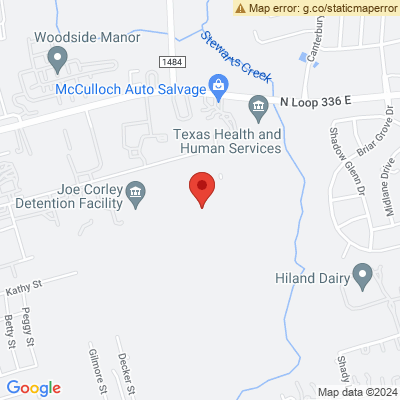 Map error: g.co/staticmaperror
Woodside Manor
Stewarts Creek
Canterbury
1484
McCulloch Auto Salvage
N Loop 336 E
Texas Health and
Human Services
Briar Grove Dr
Shadow Glenn Dr
Midlane Drive
Joe Corley
Detention Facility
Hiland Dairy
Kathy St
Peggy St
Betty St
Gilmore St
Decker St
Shady
Google
Map data ©2024